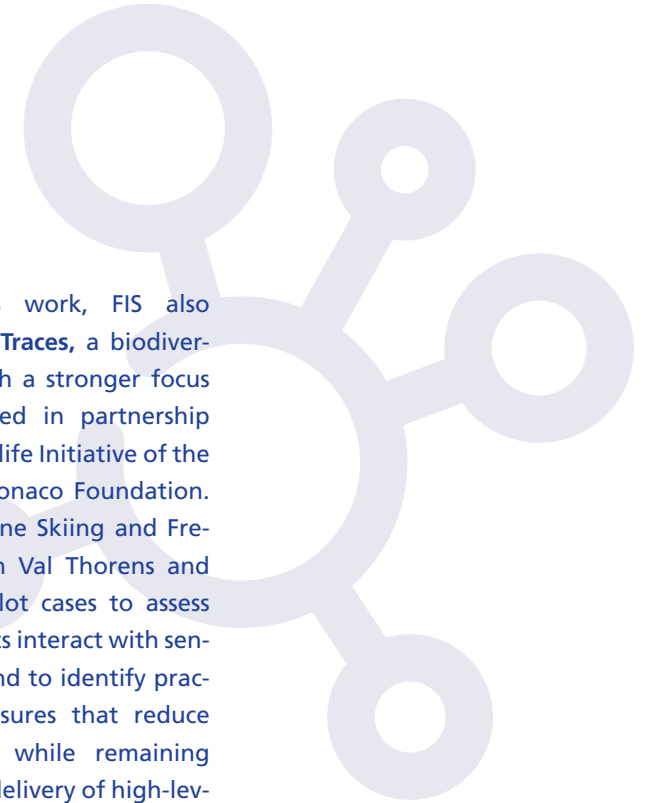 work, FIS also
Traces, a biodiver-
h a stronger focus
ed in partnership
life Initiative of the
onaco Foundation.
ne Skiing and Fre-
n Val Thorens and
lot cases to assess
ts interact with sen-
nd to identify prac-
sures that reduce
while remaining
delivery of high-lev-